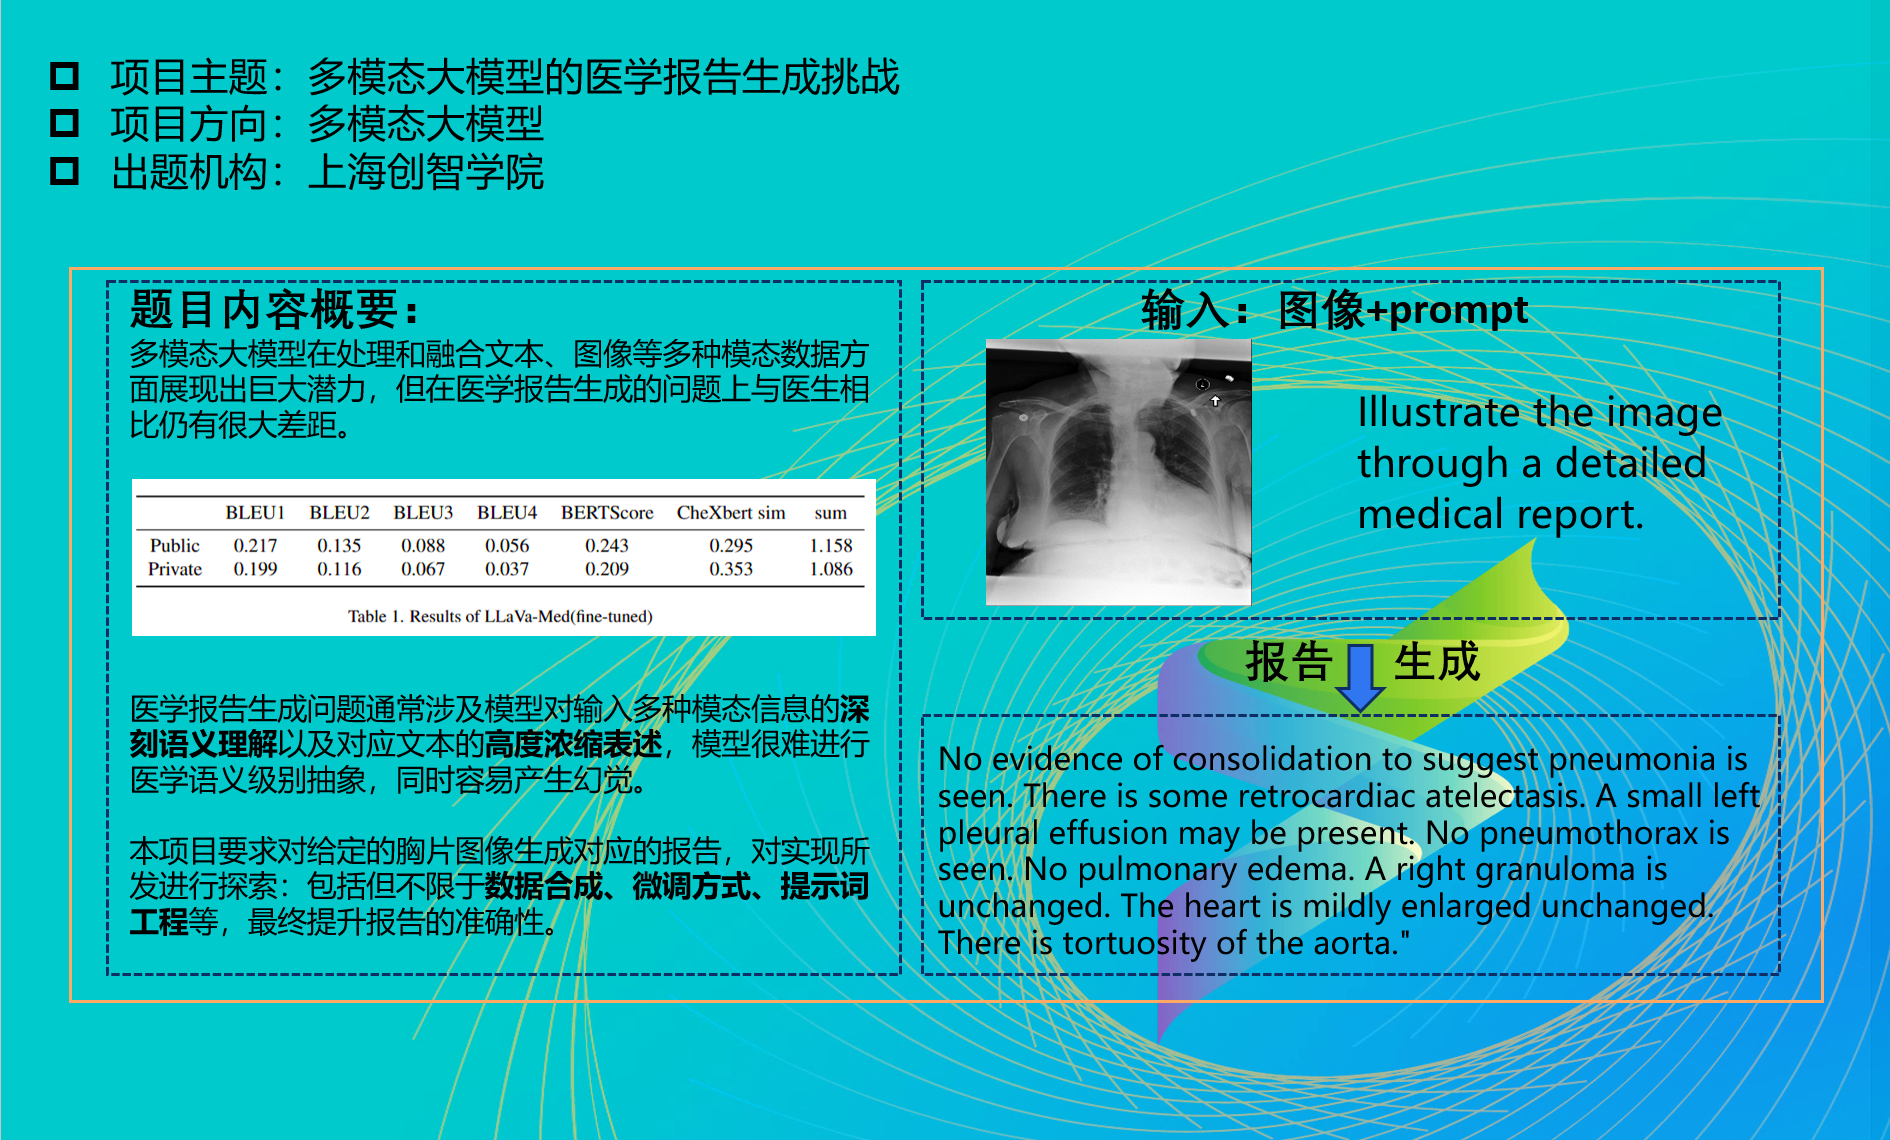 项目主题：多模态大模型的医学报告生成挑战
项目方向：多模态大模型
出题机构：上海创智学院
题目内容概要：
多模态大模型在处理和融合文本、图像等多种模态数据方
面展现出巨大潜力，但在医学报告生成的问题上与医生相
比仍有很大差距。
BLEU1 BLEU2 BLEU3 BLEU4 BERTScore CheXbert sim sum
Public 0.217 0.135 0.088 0.056 0.243 0.295 1.158
Private 0.199 0.116 0.067 0.037 0.209 0.353 1.086
Table 1. Results of LLaVa-Med(fine-tuned)
医学报告生成问题通常涉及模型对输入多种模态信息的深
刻语义理解以及对应文本的高度浓缩表述，模型很难进行
医学语义级别抽象，同时容易产生幻觉。
本项目要求对给定的胸片图像生成对应的报告，对实现所
发进行探索：包括但不限于数据合成、微调方式、提示词
工程等，最终提升报告的准确性。
输入：图像+prompt
Illustrate the image
through a detailed
medical report.
报告 生成
No evidence of consolidation to suggest pneumonia is
seen. There is some retrocardiac atelectasis. A small left
pleural effusion may be present. No pneumothorax is
seen. No pulmonary edema. A right granuloma is
unchanged. The heart is mildly enlarged unchanged.
There is tortuosity of the aorta."